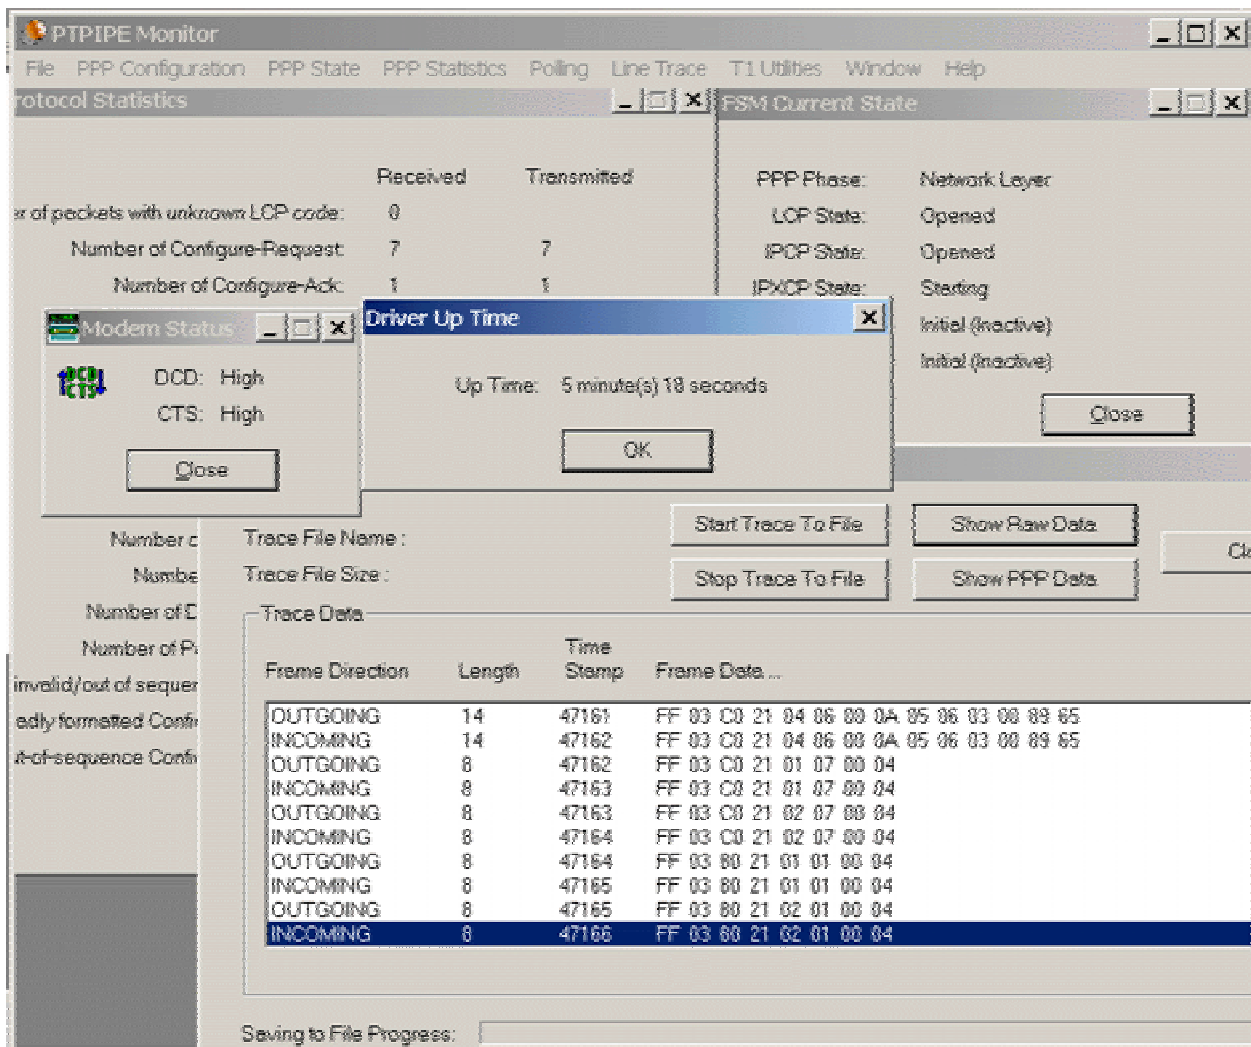 PTPIPE Monitor
File PPP Configuration PPP State PPP Statistics Polling Line Trace T1 Utilities Window Help
rotocol Statistics
Received Transmitted
er of packets with unknown LCP code: 0
Number of Configure-Request: 7 7
Number of Configure-Ack: 1 1
FSM Current State
PPP Phase: Network Layer
LCP State: Opened
IPCP State: Opened
IPXCP State: Starting
Initial (Inactive)
Initial (Inactive)
Close
Modem Status
DCD CTS
DCD: High
CTS: High
Close
Driver Up Time
Up Time: 5 minute(s) 18 seconds
OK
Number c
Numbe
Number of D
Number of Pr
invalid/out of sequer
adly formatted Confi
ut-of-sequence Confi
Trace File Name :
Trace File Size :
Start Trace To File
Show Raw Data
Clo
Stop Trace To File
Show PPP Data
Trace Data
Frame Direction Length Time Stamp Frame Data ...
OUTGOING 14 47161 FF 03 C0 21 04 06 00 0A 05 06 03 00 89 65
INCOMING 14 47162 FF 03 C0 21 04 06 00 0A 05 06 03 00 89 65
OUTGOING 8 47162 FF 03 C0 21 01 07 00 04
INCOMING 8 47163 FF 03 C0 21 01 07 00 04
OUTGOING 8 47163 FF 03 C0 21 02 07 00 04
INCOMING 8 47164 FF 03 C0 21 02 07 00 04
OUTGOING 8 47164 FF 03 80 21 01 01 00 04
INCOMING 8 47165 FF 03 80 21 01 01 00 04
OUTGOING 8 47165 FF 03 80 21 02 01 00 04
INCOMING 8 47166 FF 03 80 21 02 01 00 04
Saving to File Progress: